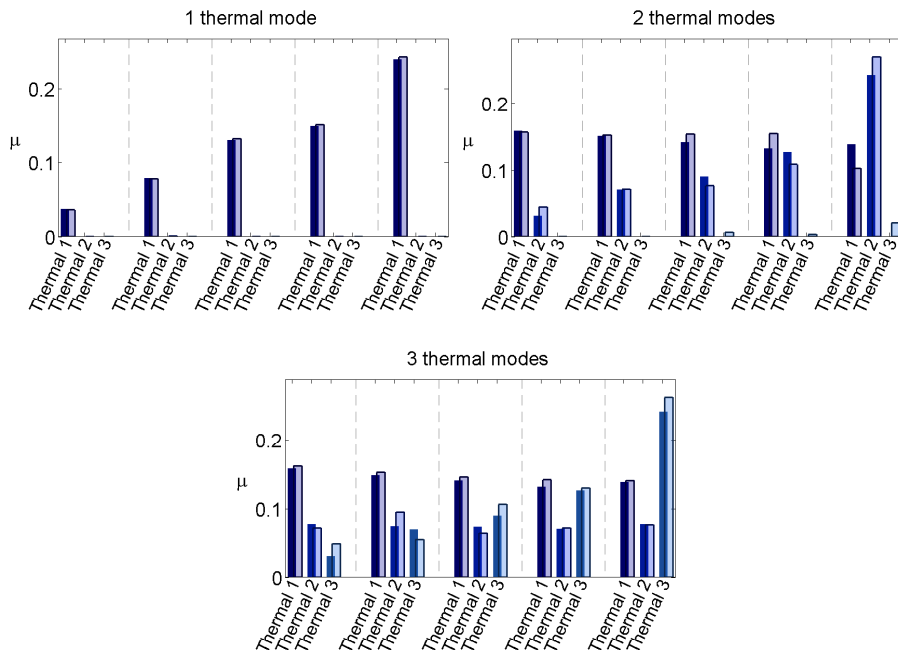 1 thermal mode
0.2
0.1
0
μ
Thermal 1
Thermal 2
Thermal 3
Thermal 1
Thermal 2
Thermal 3
Thermal 1
Thermal 2
Thermal 3
Thermal 1
Thermal 2
Thermal 3
Thermal 1
Thermal 2
Thermal 3
2 thermal modes
0.2
0.1
0
μ
Thermal 1
Thermal 2
Thermal 3
Thermal 1
Thermal 2
Thermal 3
Thermal 1
Thermal 2
Thermal 3
Thermal 1
Thermal 2
Thermal 3
Thermal 1
Thermal 2
Thermal 3
3 thermal modes
0.2
0.1
0
μ
Thermal 1
Thermal 2
Thermal 3
Thermal 1
Thermal 2
Thermal 3
Thermal 1
Thermal 2
Thermal 3
Thermal 1
Thermal 2
Thermal 3
Thermal 1
Thermal 2
Thermal 3